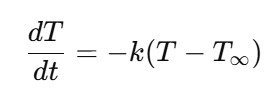 dT/dt = −k(T − T∞)